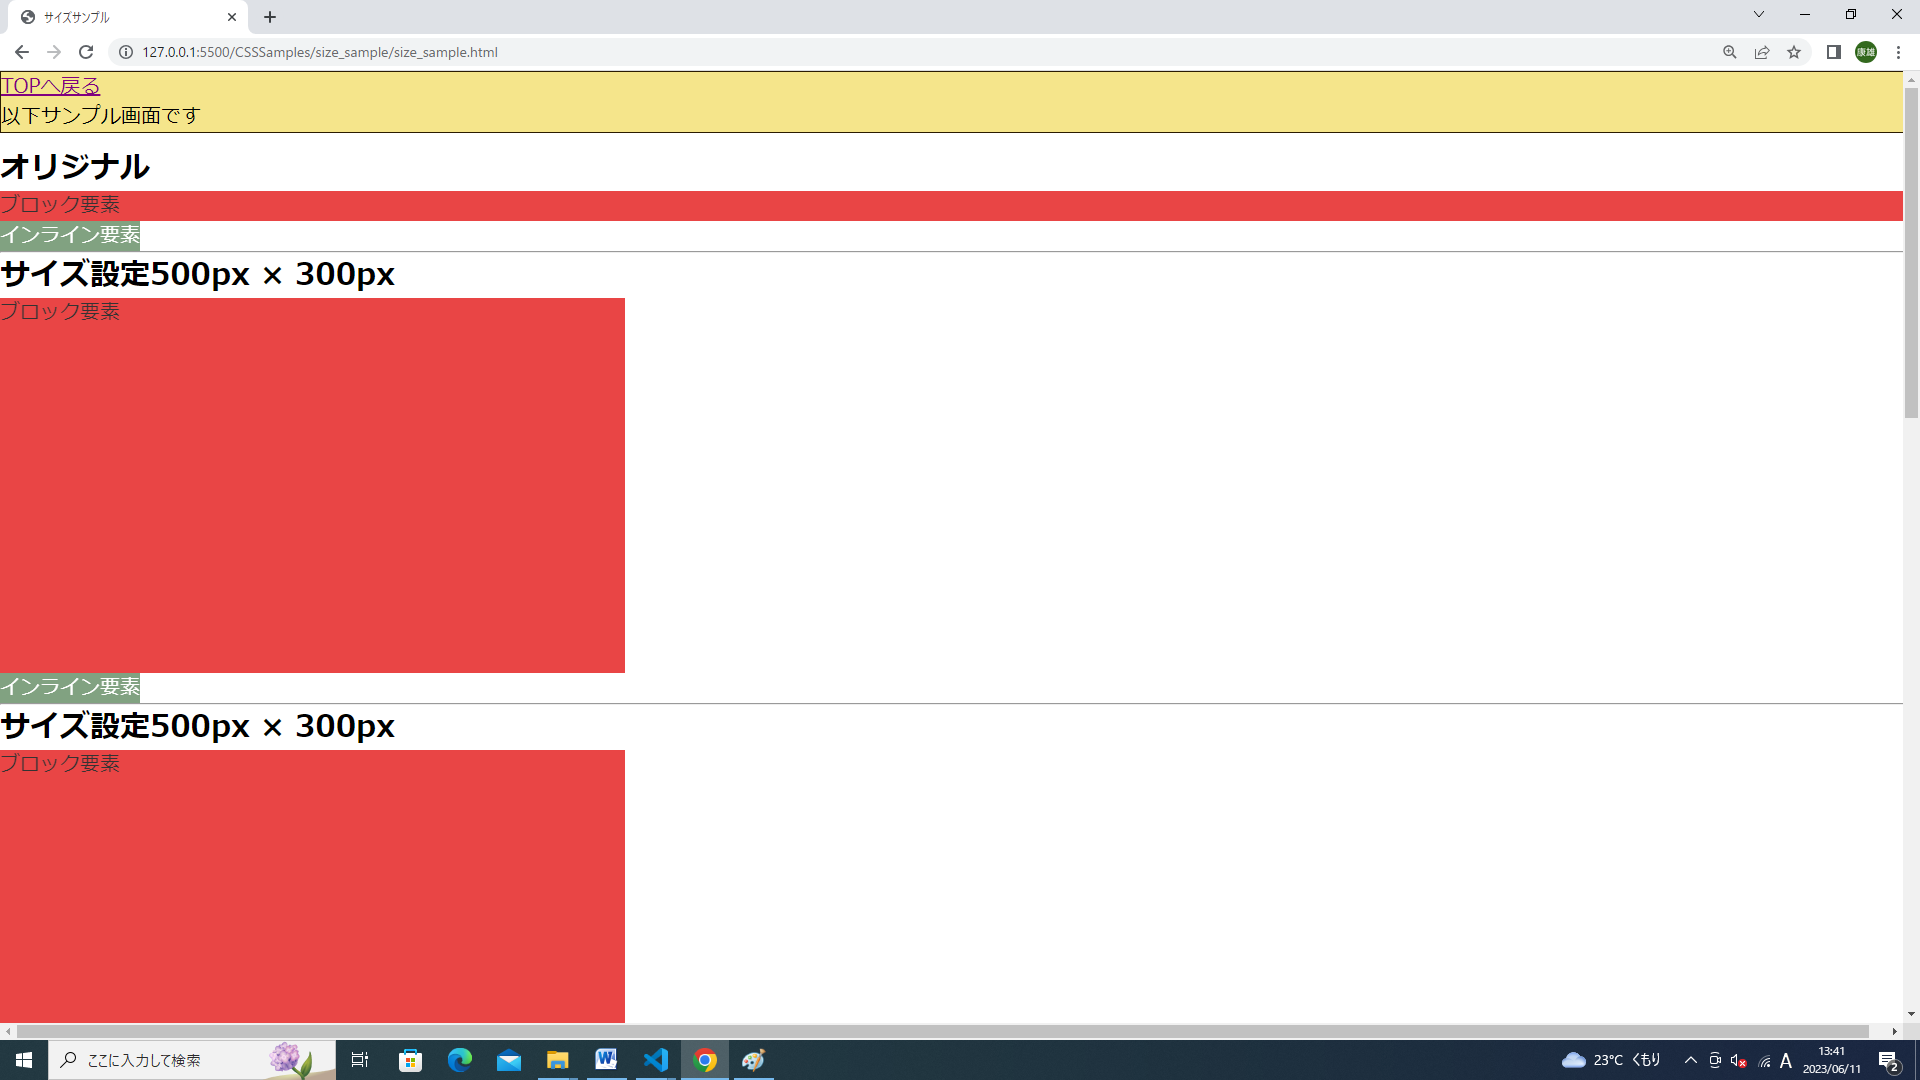 サイズサンプル
127.0.0.1:5500/CSSSamples/size_sample/size_sample.html
康雄
TOPへ戻る
以下サンプル画面です
オリジナル
ブロック要素
インライン要素
サイズ設定500px × 300px
ブロック要素
インライン要素
サイズ設定500px × 300px
ブロック要素
ここに入力して検索
W
23°C くもり
A
13:41
2023/06/11
2